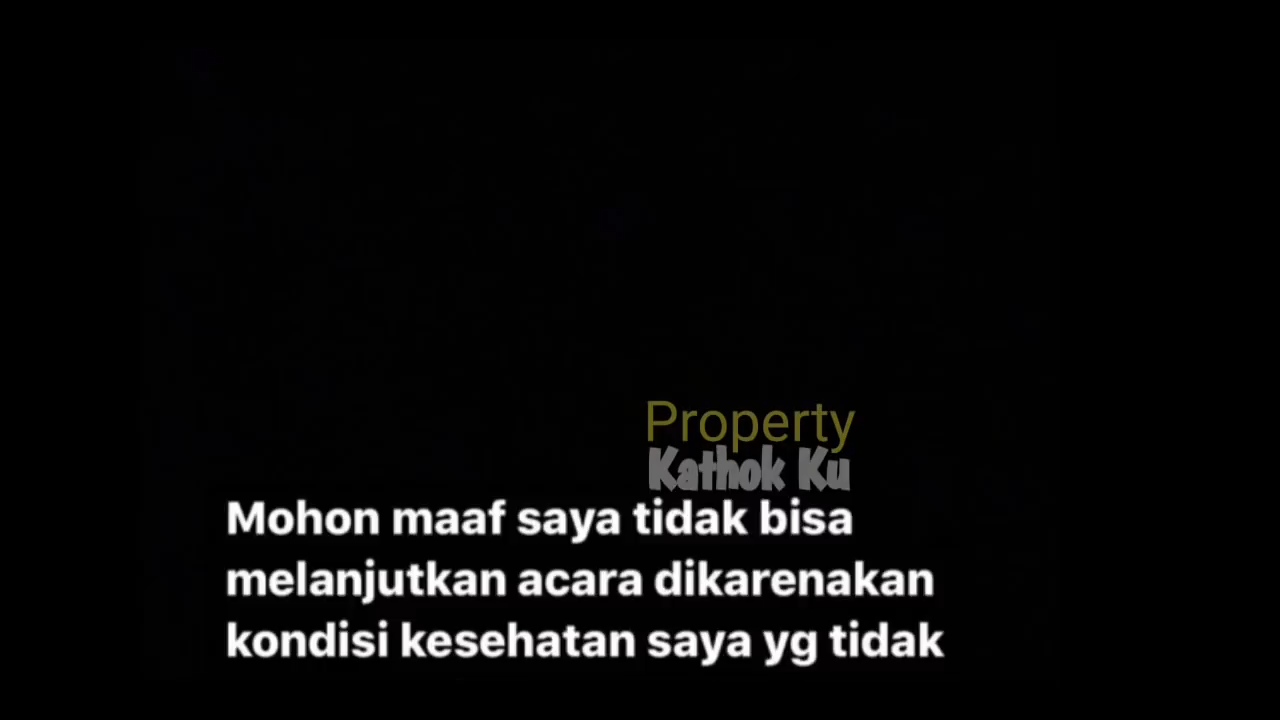 Property
Kathok Ku
Mohon maaf saya tidak bisa
melanjutkan acara dikarenakan
kondisi kesehatan saya yg tidak